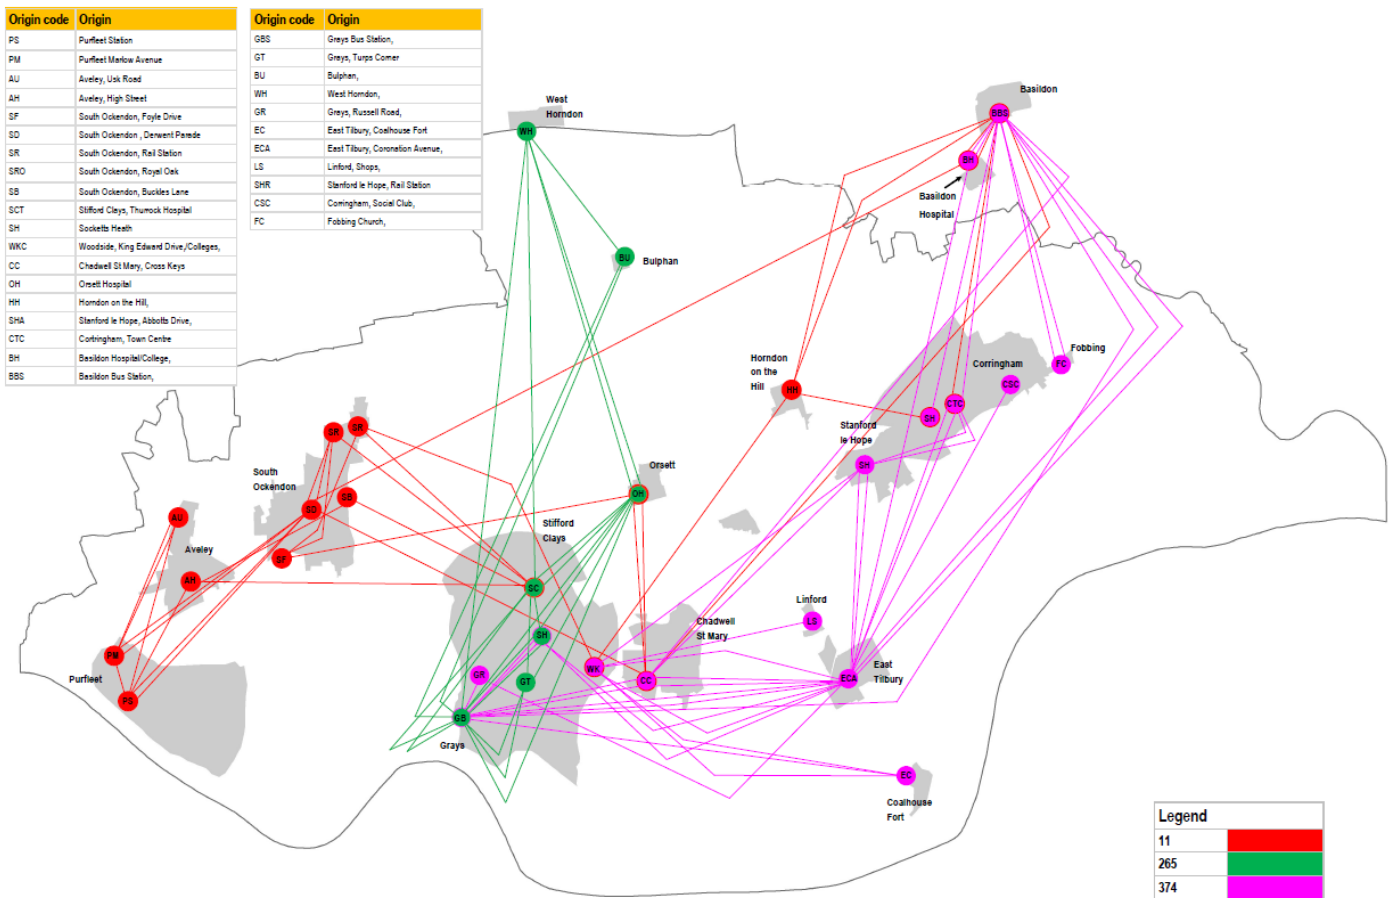 Origin code Origin
PS Purfleet Station
PM Purfleet Marlow Avenue
AU Aveley, Usk Road
AH Aveley, High Street
SF South Ockendon, Foyle Drive
SD South Ockendon , Derwent Parade
SR South Ockendon, Rail Station
SRO South Ockendon, Royal Oak
SB South Ockendon, Buckles Lane
SCT Stifford Clays, Thurrock Hospital
SH Socketts Heath
WKC Woodside, King Edward Drive/Colleges,
CC Chadwell St Mary, Cross Keys
OH Orsett Hospital
HH Horndon on the Hill,
SHA Stanford le Hope, Abbotts Drive,
CTC Cortringham, Town Centre
BH Basildon Hospital/College,
BBS Basildon Bus Station,
Origin code Origin
GBS Grays Bus Station,
GT Grays, Turps Corner
BU Bulphan,
WH West Horndon,
GR Grays, Russell Road,
EC East Tilbury, Coalhouse Fort
ECA East Tilbury, Coronation Avenue,
LS Linford, Shops,
SHR Stanford le Hope, Rail Station
CSC Corringham, Social Club,
FC Fobbing Church,
West
Horndon
WH
Basildon
BBS
BH
Basildon
Hospital
BU
Bulphan
Horndon
on the
Hill
HH
Corringham
Fobbing
FC
CSC
CTC
SH
Stanford
le Hope
SH
SR
SR
South
Ockendon
SB
SD
SF
AU
Aveley
AH
Orsett
OH
Stifford
Clays
SC
SH
Linford
LS
Chadwell
St Mary
PM
Purfleet
PS
GR
GT
WK
CC
ECA
East
Tilbury
GB
Grays
EC
Coalhouse
Fort
Legend
11
265
374